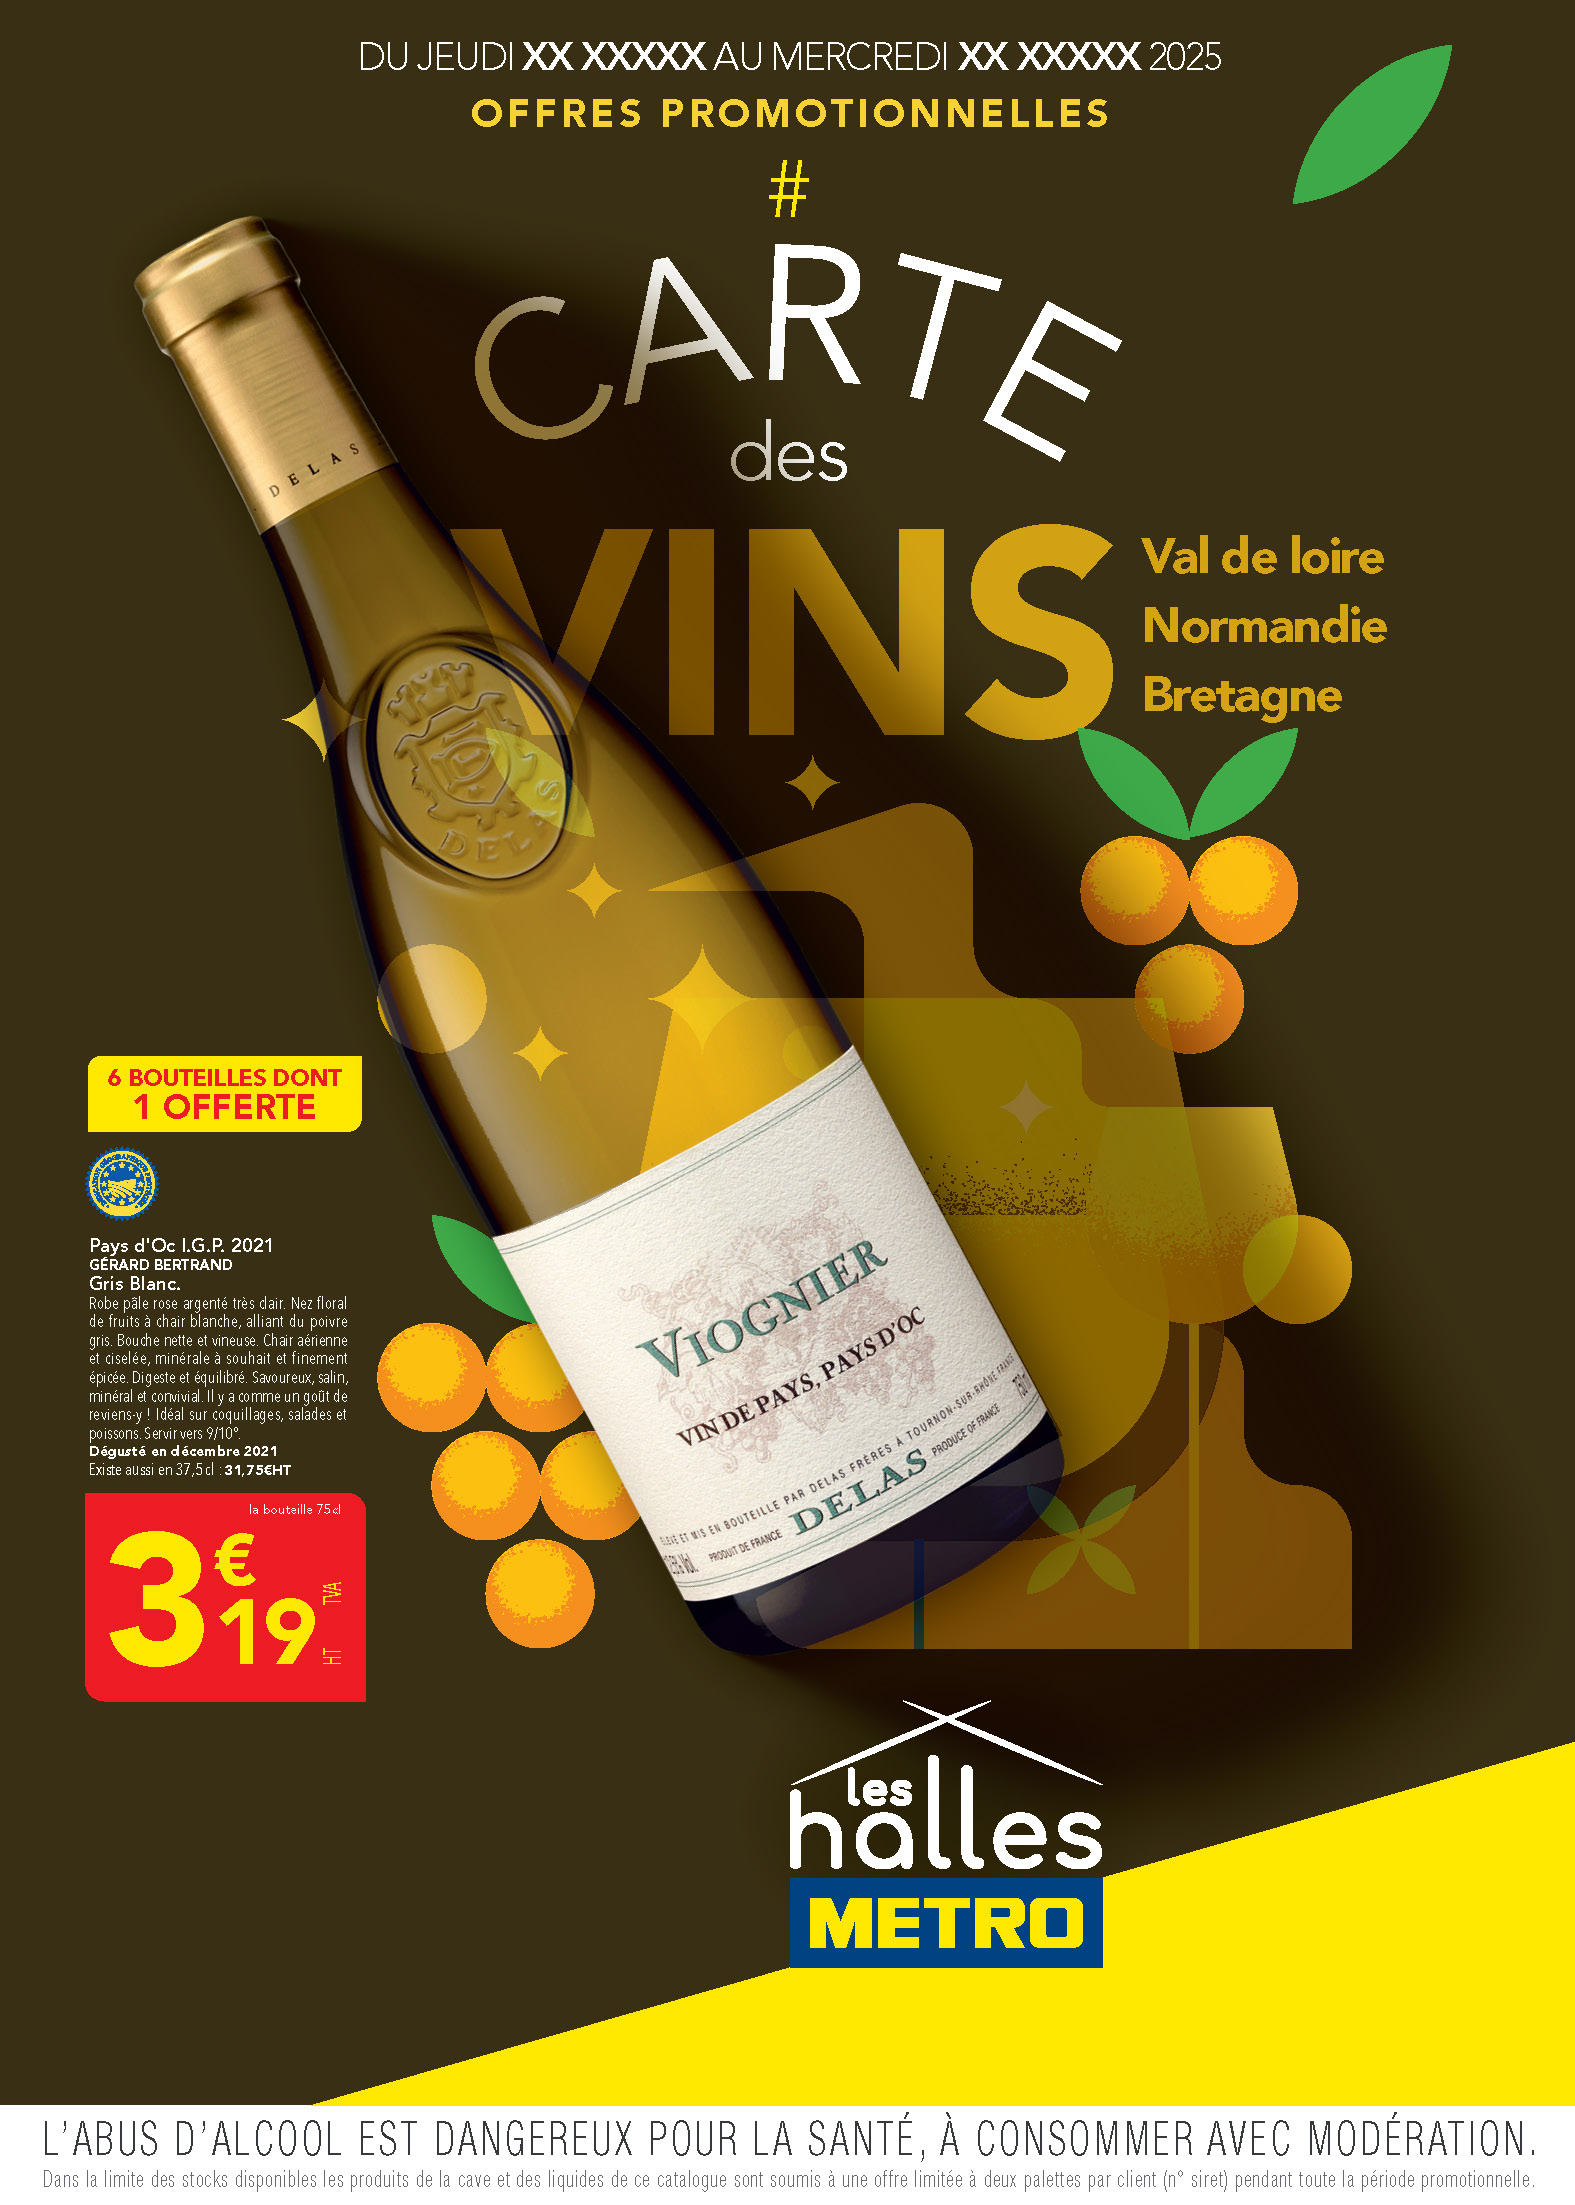 DU JEUDI XX XXXXX AU MERCREDI XX XXXXX 2025
OFFRES PROMOTIONNELLES
#
CARTE
des
VINS
Val de loire
Normandie
Bretagne
DELAS
DELAS
6 BOUTEILLES DONT
1 OFFERTE
Pays d'Oc I.G.P. 2021
GÉRARD BERTRAND
Gris Blanc.
Robe pâle rose argenté très clair. Nez floral
de fruits à chair blanche, alliant du poivre
gris. Bouche nette et vineuse. Chair aérienne
et ciselée, minérale à souhait et finement
épicée. Digeste et équilibré. Savoureux, salin,
minéral et convivial. Il y a comme un goût de
reviens-y ! Idéal sur coquillages, salades et
poissons. Servir vers 9/10°.
Dégusté en décembre 2021
Existe aussi en 37,5 cl : 31,75€HT
la bouteille 75 cl
3€19
HT TVA
VIOGNIER
VIN DE PAYS, PAYS D'OC
ELEVÉ ET MIS EN BOUTEILLE PAR DELAS FRÈRES À TOURNON-SUR-RHÔNE FRANCE
PRODUIT DE FRANCE DELAS PRODUCE OF FRANCE
les
halles
METRO
L'ABUS D'ALCOOL EST DANGEREUX POUR LA SANTÉ, À CONSOMMER AVEC MODÉRATION.
Dans la limite des stocks disponibles les produits de la cave et des liquides de ce catalogue sont soumis à une offre limitée à deux palettes par client (n° siret) pendant toute la période promotionnelle.